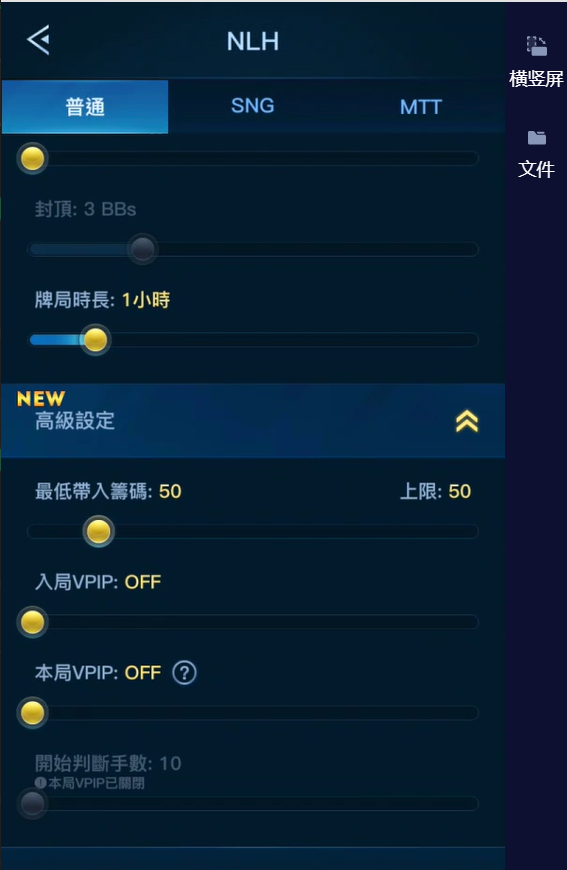 NLH
普通
SNG
MTT
封頂: 3 BBs
牌局時長: 1小時
NEW
高級設定
最低帶入籌碼: 50
上限: 50
入局VPIP: OFF
本局VPIP: OFF ?
開始判斷手數: 10
!本局VPIP已關閉
横竖屏
文件